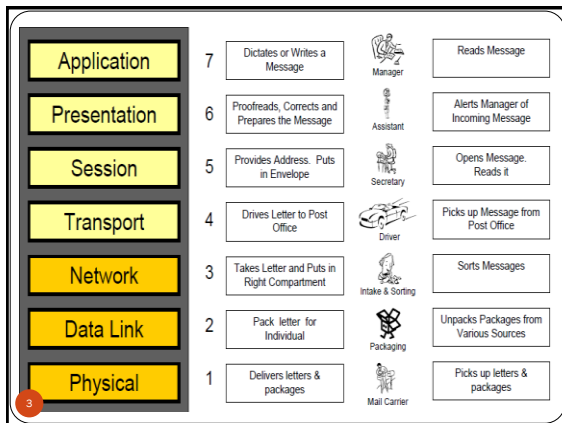 Application
7
Dictates or Writes a
Message
Manager
Reads Message
Presentation
6
Proofreads, Corrects and
Prepares the Message
Assistant
Alerts Manager of
Incoming Message
Session
5
Provides Address. Puts
in Envelope
Secretary
Opens Message.
Reads it
Transport
4
Drives Letter to Post
Office
Driver
Picks up Message from
Post Office
Network
3
Takes Letter and Puts in
Right Compartment
Intake & Sorting
Sorts Messages
Data Link
2
Pack letter for
Individual
Packaging
Unpacks Packages from
Various Sources
Physical
1
Delivers letters &
packages
Mail Carrier
Picks up letters &
packages
3